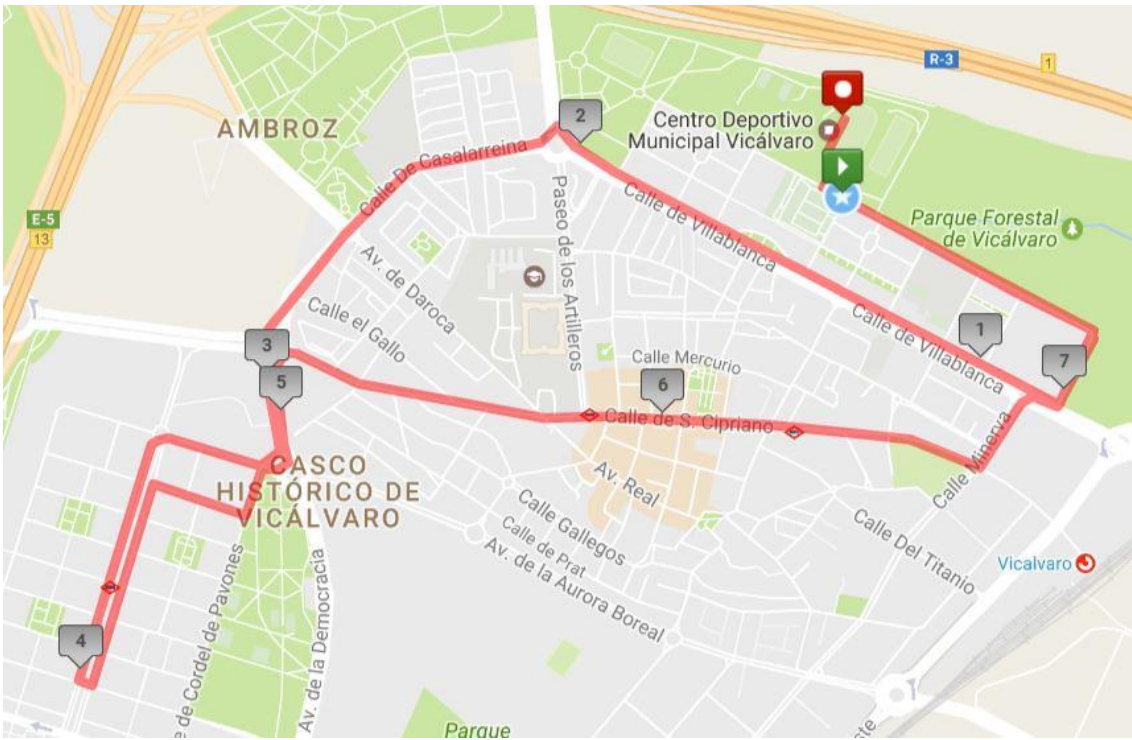 R-3
1
2
Centro Deportivo
Municipal Vicálvaro
AMBROZ
Calle De Casalarreina
Calle de Villablanca
Paseo de los Artilleros
Parque Forestal
de Vicálvaro
E-5
13
Av. de Daroca
Calle el Gallo
Calle de Villablanca
1
3
5
7
Calle Mercurio
6
Calle de S. Cipriano
Calle Minerva
CASCO
HISTÓRICO DE
VICÁLVARO
Av. Real
Calle Gallegos
Calle de Prat
Av. de la Aurora Boreal
Calle Del Titanio
Vicalvaro
4
e de Cordel de Pavones
Av. de la Democracia
Parque
este